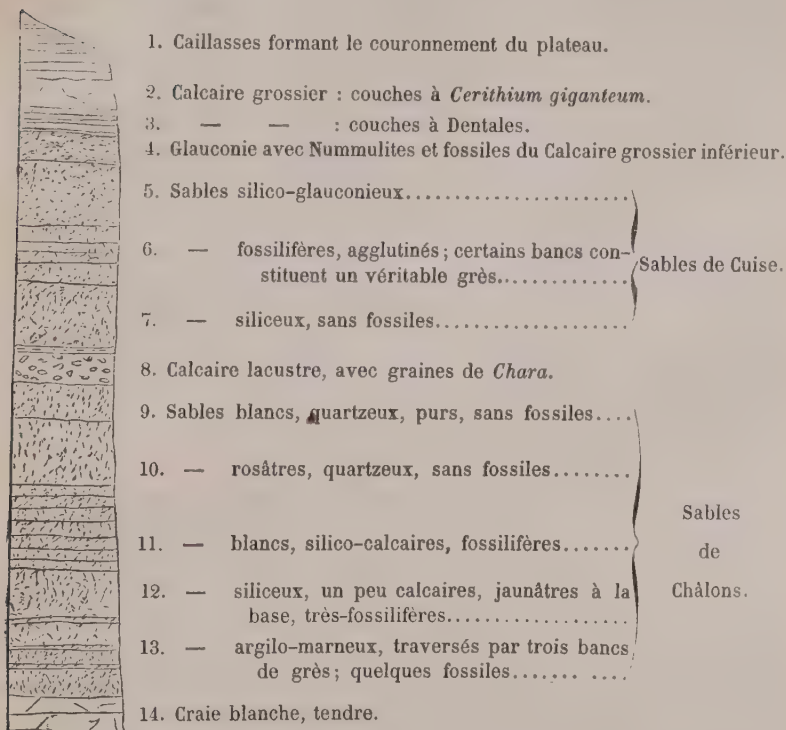 1. Caillasses formant le couronnement du plateau.
2. Calcaire grossier : couches à Cerithium giganteum.
3. — — : couches à Dentales.
4. Glauconie avec Nummulites et fossiles du Calcaire grossier inférieur.
5. Sables silico-glauconieux.......................
6. — fossilifères, agglutinés ; certains bancs con-
stituent un véritable grès..............
Sables de Cuise.
7. — siliceux, sans fossiles....................
8. Calcaire lacustre, avec graines de Chara.
9. Sables blancs, quartzeux, purs, sans fossiles....
10. — rosâtres, quartzeux, sans fossiles........
11. — blancs, silico-calcaires, fossilifères.......
12. — siliceux, un peu calcaires, jaunâtres à la
base, très-fossilifères...................
13. — argilo-marneux, traversés par trois bancs
de grès ; quelques fossiles....... ....
Sables
de
Châlons.
14. Craie blanche, tendre.